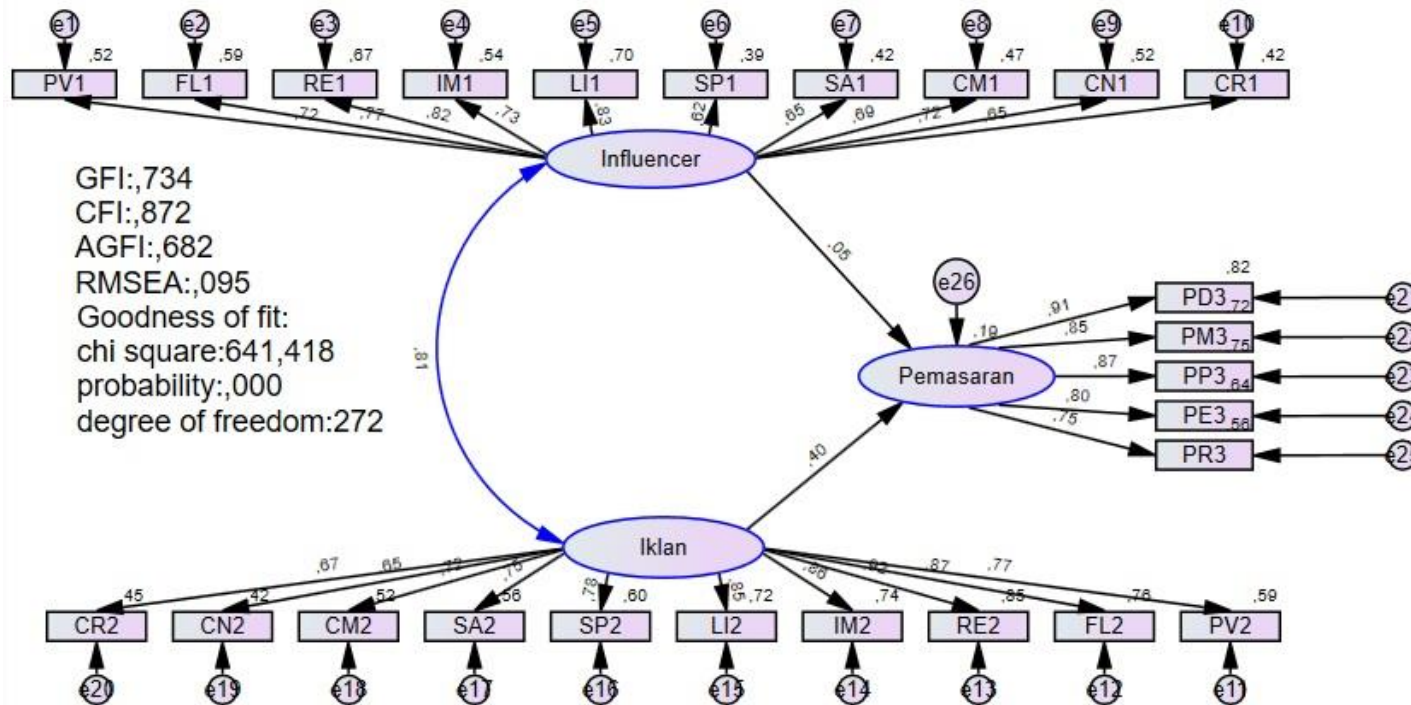 e1 e2 e3 e4 e5 e6 e7 e8 e9 e10
,52 ,59 ,67 ,54 ,70 ,39 ,42 ,47 ,52 ,42
PV1 FL1 RE1 IM1 LI1 SP1 SA1 CM1 CN1 CR1
,72 ,77 ,82 ,73 ,83 ,62 ,65 ,69 ,72 ,65
Influencer
GFI:,734
CFI:,872
AGFI:,682
RMSEA:,095
Goodness of fit:
chi square:641,418
probability:,000
degree of freedom:272
,81
,05
,40
e26
,19
Pemasaran
,91 ,82 PD3
,85 ,72 PM3
,87 ,75 PP3
,80 ,64 PE3
,75 ,56 PR3
Iklan
,67 ,65 ,75 ,78 ,85 ,86 ,87 ,77
,45 ,42 ,52 ,56 ,60 ,72 ,74 ,85 ,76 ,59
CR2 CN2 CM2 SA2 SP2 LI2 IM2 RE2 FL2 PV2
e20 e19 e18 e17 e16 e15 e14 e13 e12 e11